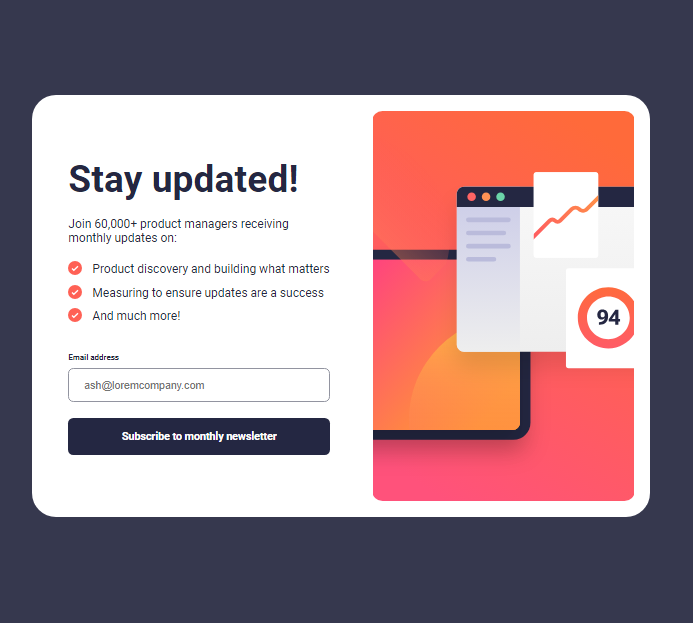 Stay updated!
Join 60,000+ product managers receiving
monthly updates on:
Product discovery and building what matters
Measuring to ensure updates are a success
And much more!
Email address
ash@loremcompany.com
Subscribe to monthly newsletter
94